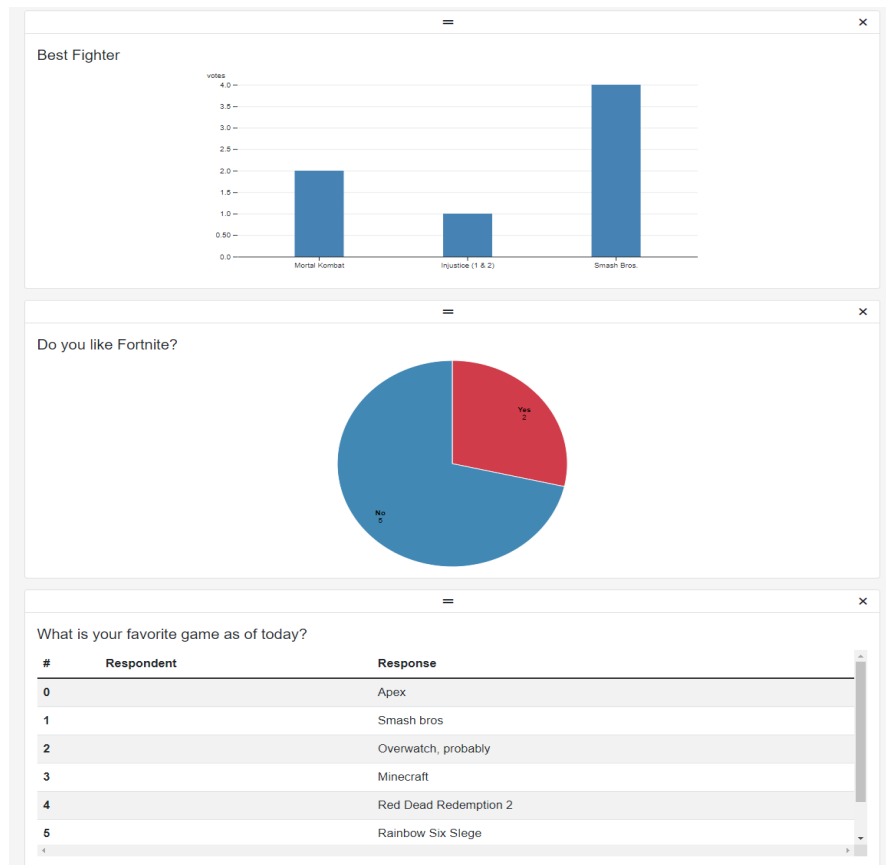 Best Fighter
votes
4.0
3.5
3.0
2.5
2.0
1.5
1.0
0.50
0.0
Mortal Kombat Injustice (1 & 2) Smash Bros.
Do you like Fortnite?
Yes
2
No
5
What is your favorite game as of today?
# Respondent Response
0 Apex
1 Smash bros
2 Overwatch, probably
3 Minecraft
4 Red Dead Redemption 2
5 Rainbow Six SIege